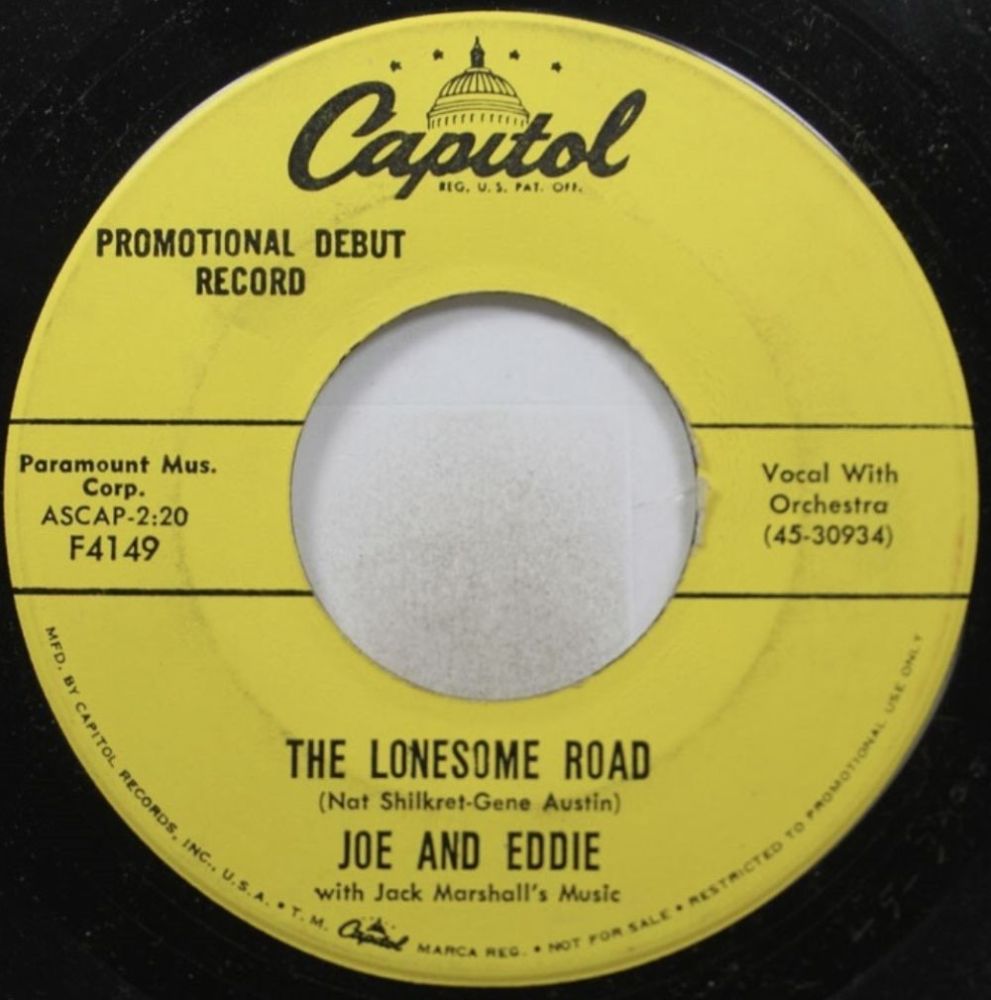 Capitol
REG. U.S. PAT. OFF.
PROMOTIONAL DEBUT
RECORD
Paramount Mus.
Corp.
ASCAP-2:20
F4149
Vocal With
Orchestra
(45-30934)
THE LONESOME ROAD
(Nat Shilkret-Gene Austin)
JOE AND EDDIE
with Jack Marshall's Music
MFD. BY CAPITOL RECORDS, INC., U.S.A. • T.M. Capitol MARCA REG. • NOT FOR SALE • RESTRICTED TO PROMOTIONAL USE ONLY